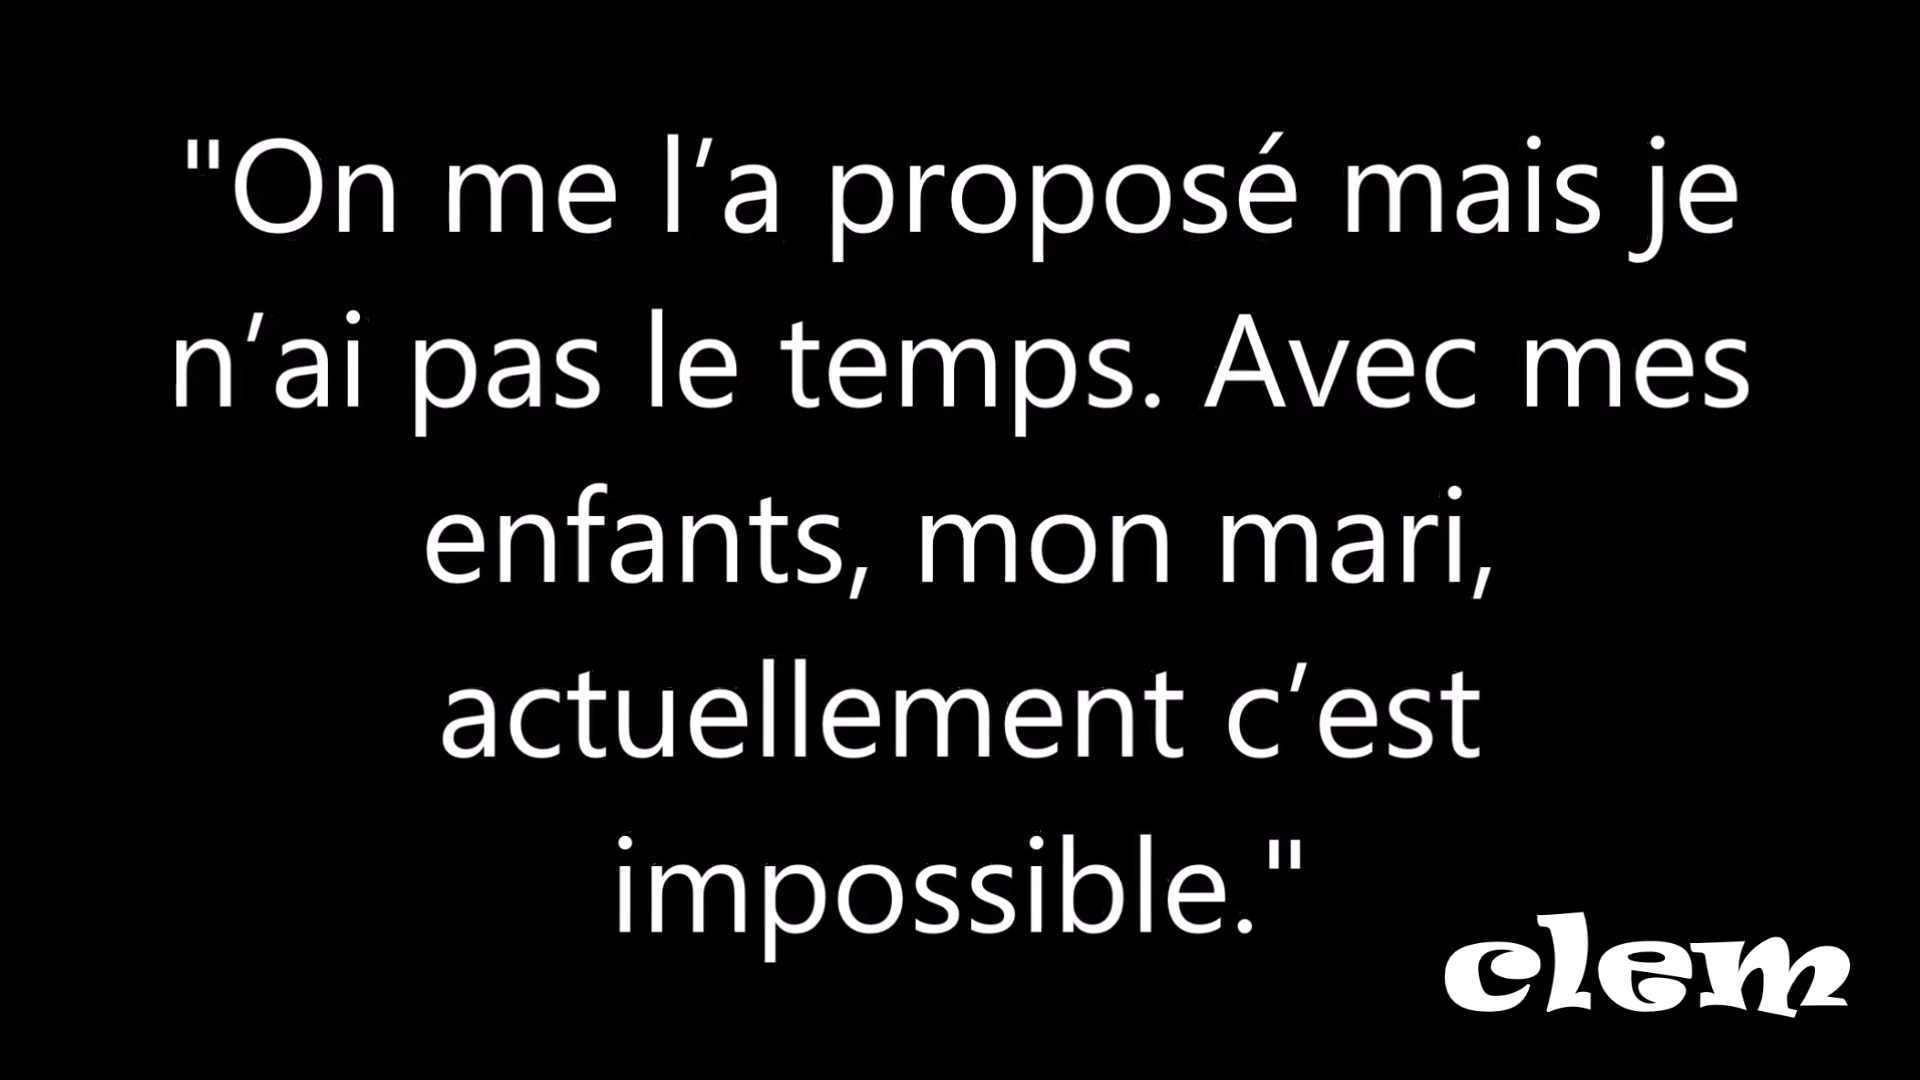 "On me l’a proposé mais je
n’ai pas le temps. Avec mes
enfants, mon mari,
actuellement c’est
impossible."
clem